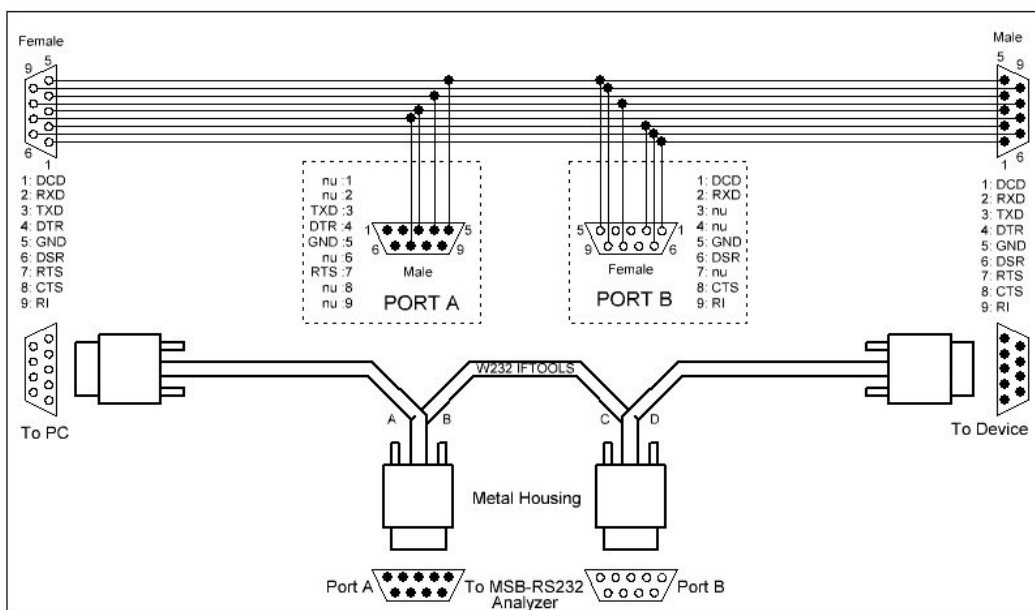 Female
Male
9 5
5 9
6 1
1 6
1: DCD
2: RXD
3: TXD
4: DTR
5: GND
6: DSR
7: RTS
8: CTS
9: RI
nu :1
nu :2
TXD :3
DTR :4
GND :5
nu :6
RTS :7
nu :8
nu :9
1 5
6 9
Male
PORT A
5 1
9 6
Female
PORT B
1: DCD
2: RXD
3: nu
4: nu
5: GND
6: DSR
7: nu
8: CTS
9: RI
1: DCD
2: RXD
3: TXD
4: DTR
5: GND
6: DSR
7: RTS
8: CTS
9: RI
W232 IFTOOLS
A B C D
To PC
To Device
Metal Housing
Port A To MSB-RS232 Port B
Analyzer